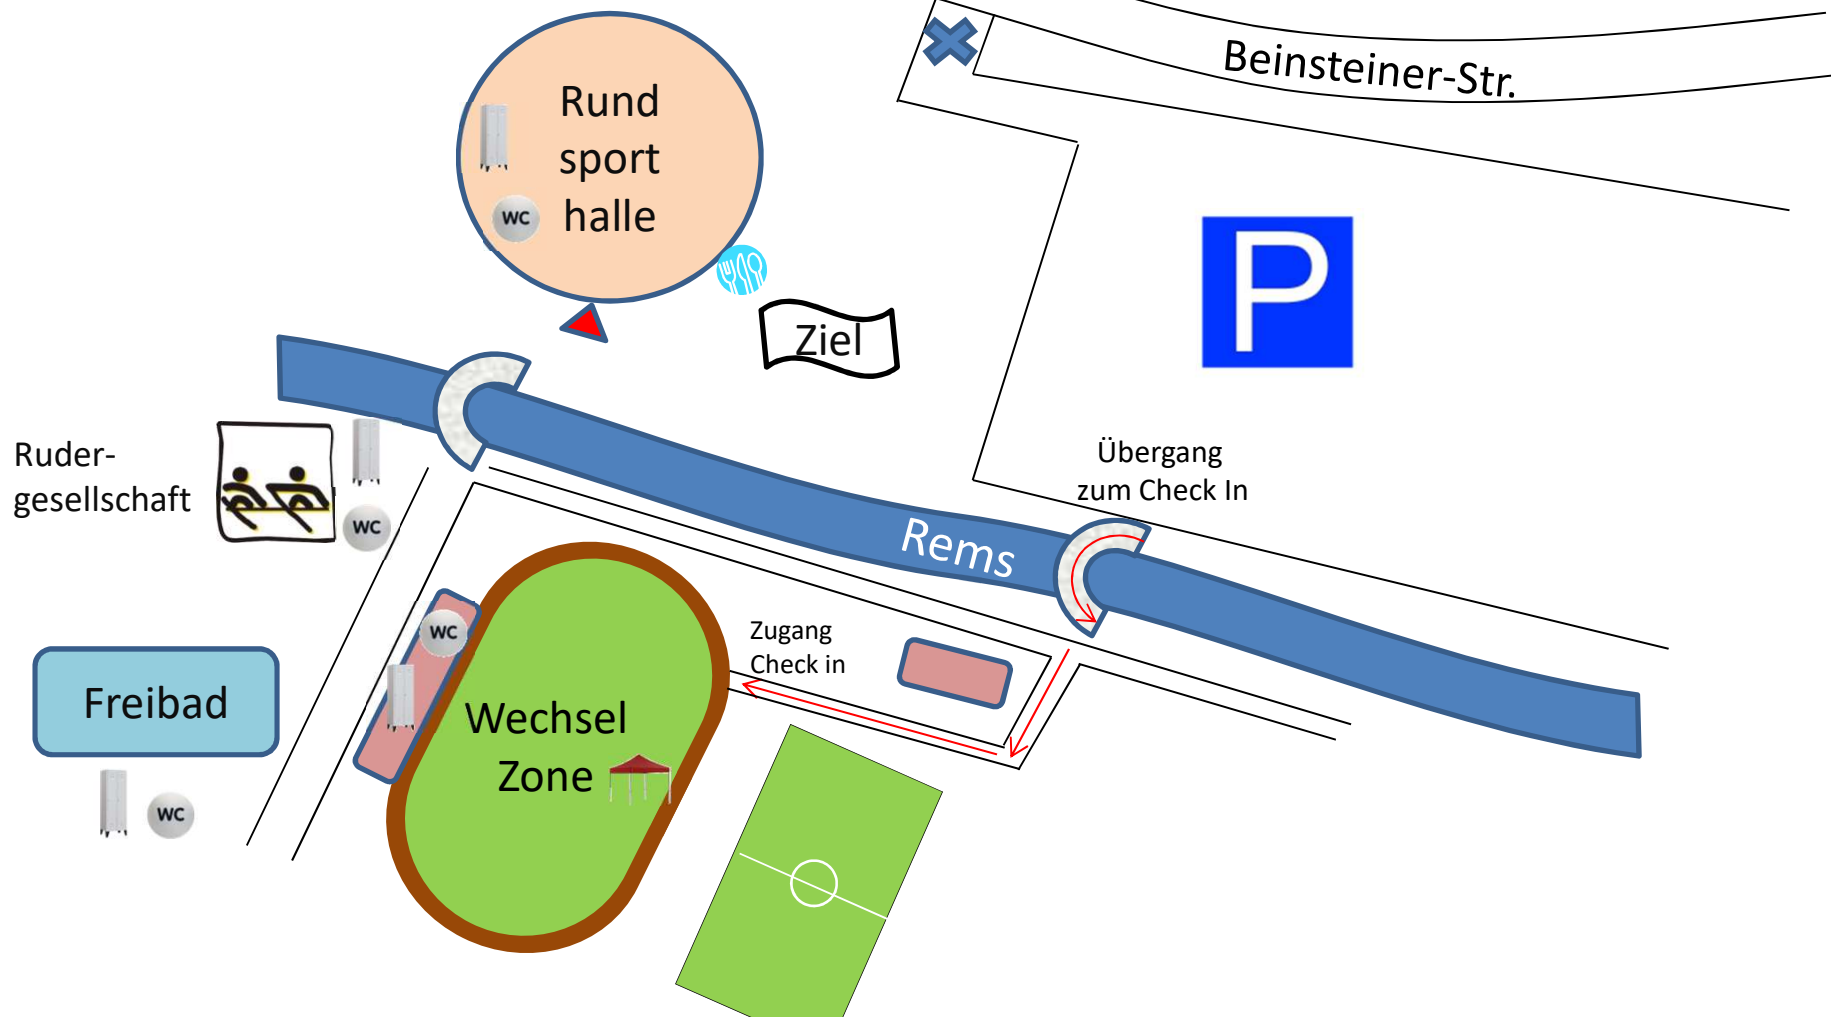 Beinsteiner-Str.
Rund
sport
halle
WC
P
Ziel
Übergang
zum Check In
Ruder-
gesellschaft
WC
Rems
Zugang
Check in
WC
Freibad
Wechsel
Zone
WC